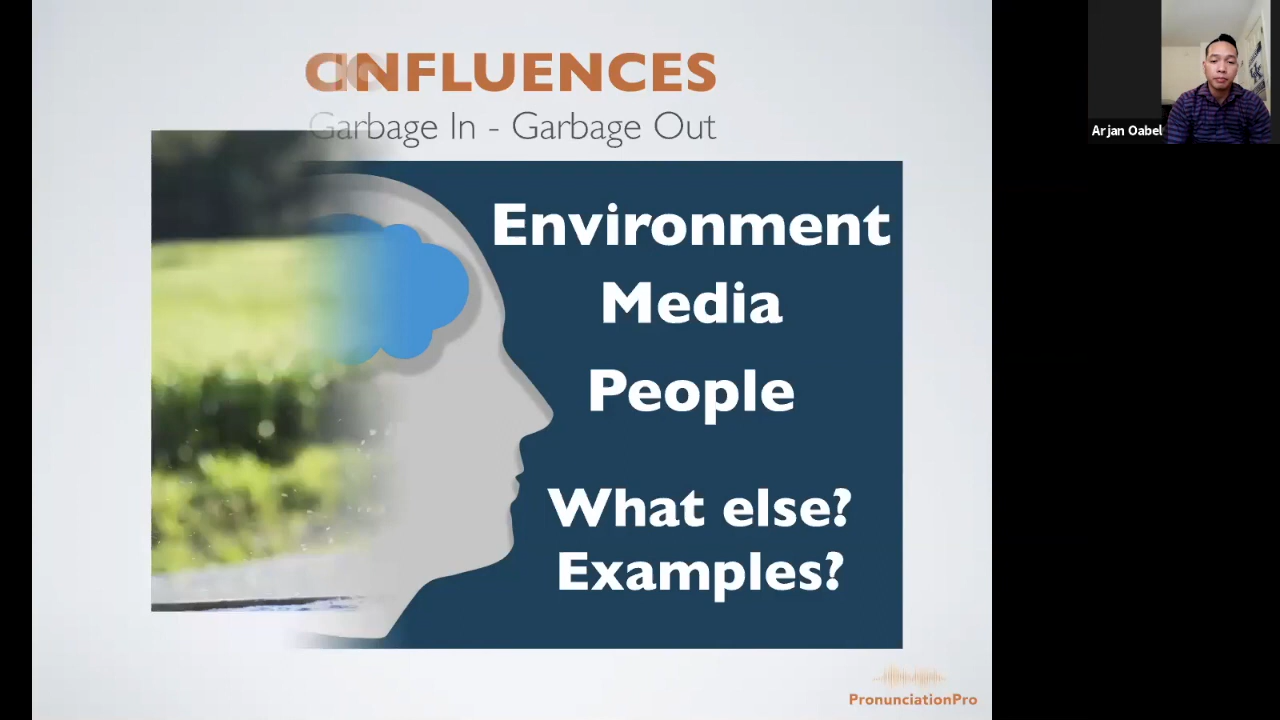 INFLUENCES
Garbage In - Garbage Out
Environment
Media
People
What else?
Examples?
PronunciationPro
Arjan Oabel